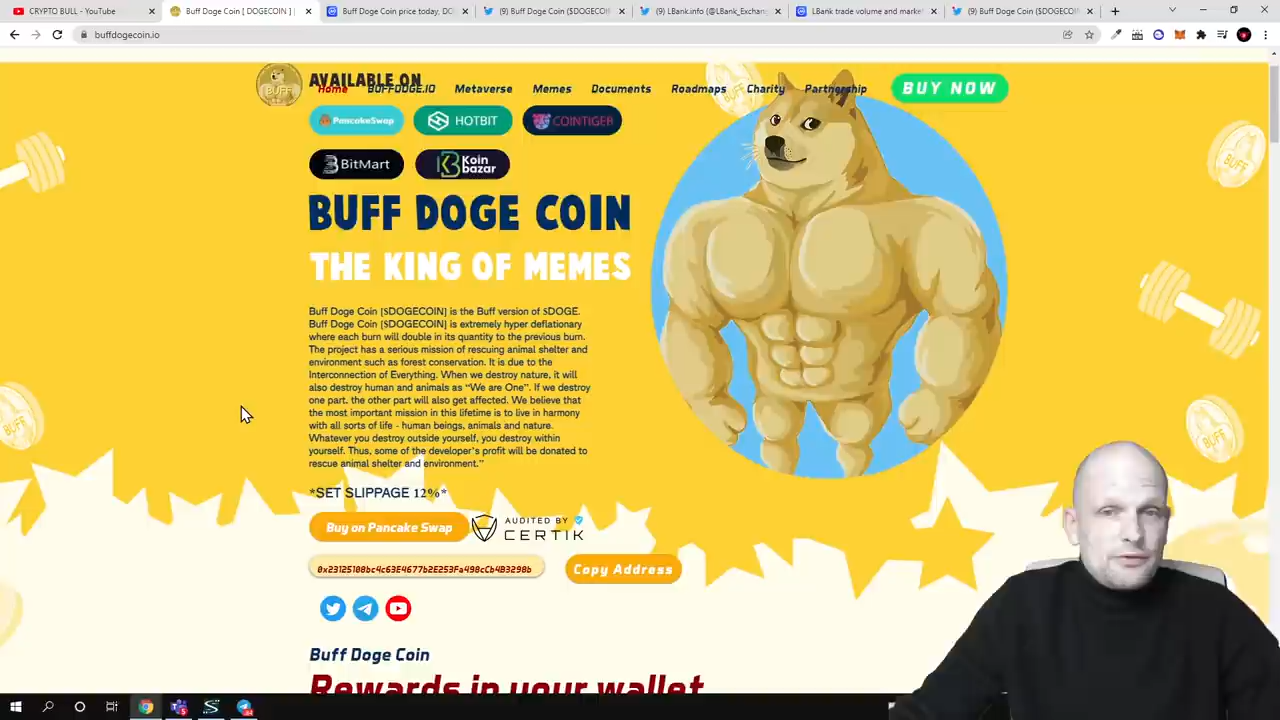 CRYPTO BULL - YouTube
Buff Doge Coin [ DOGECOIN ] |
Buff Doge Coin price today, DO
(9) Buff Doge Coin ($DOGECOIN
(9) LBank.info (@LBank_Exchan
LBank trade volume and market
(9) Buff Doge Coin ($DOGECOIN
buffdogecoin.io
AVAILABLE ON
Home
BUFFDOGE.IO
Metaverse
Memes
Documents
Roadmaps
Charity
Partnership
BUY NOW
BUFF
PancakeSwap
HOTBIT
COINTIGER
BitMart
Koin
bazar
BUFF DOGE COIN
THE KING OF MEMES
Buff Doge Coin [$DOGECOIN] is the Buff version of $DOGE.
Buff Doge Coin [$DOGECOIN] is extremely hyper deflationary
where each burn will double in its quantity to the previous burn.
The project has a serious mission of rescuing animal shelter and
environment such as forest conservation. It is due to the
Interconnection of Everything. When we destroy nature, it will
also destroy human and animals as “We are One”. If we destroy
one part, the other part will also get affected. We believe that
the most important mission in this lifetime is to live in harmony
with all sorts of life - human beings, animals and nature.
Whatever you destroy outside yourself, you destroy within
yourself. Thus, some of the developer's profit will be donated to
rescue animal shelter and environment.”
*SET SLIPPAGE 12%*
Buy on Pancake Swap
AUDITED BY
CERTIK
0x23125108bc4c63E4677b2E253Fa498cCb4B3298b
Copy Address
Buff Doge Coin
Rewards in your wallet
BUFF
BUFF
BUFF
BUFF